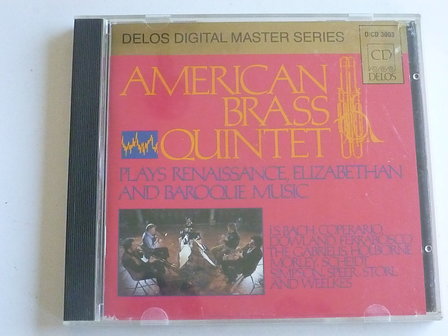 DELOS DIGITAL MASTER SERIES
D/CD 3003
CD
DELOS
AMERICAN
BRASS
QUINTET
PLAYS RENAISSANCE, ELIZABETHAN
AND BAROQUE MUSIC
J.S. BACH, COPERARIO,
DOWLAND, FERRABOSCO,
THE GABRIELIS, HOLBORNE,
MORLEY, SCHEIDT,
SIMPSON, SPEER, STORL
AND WEELKES